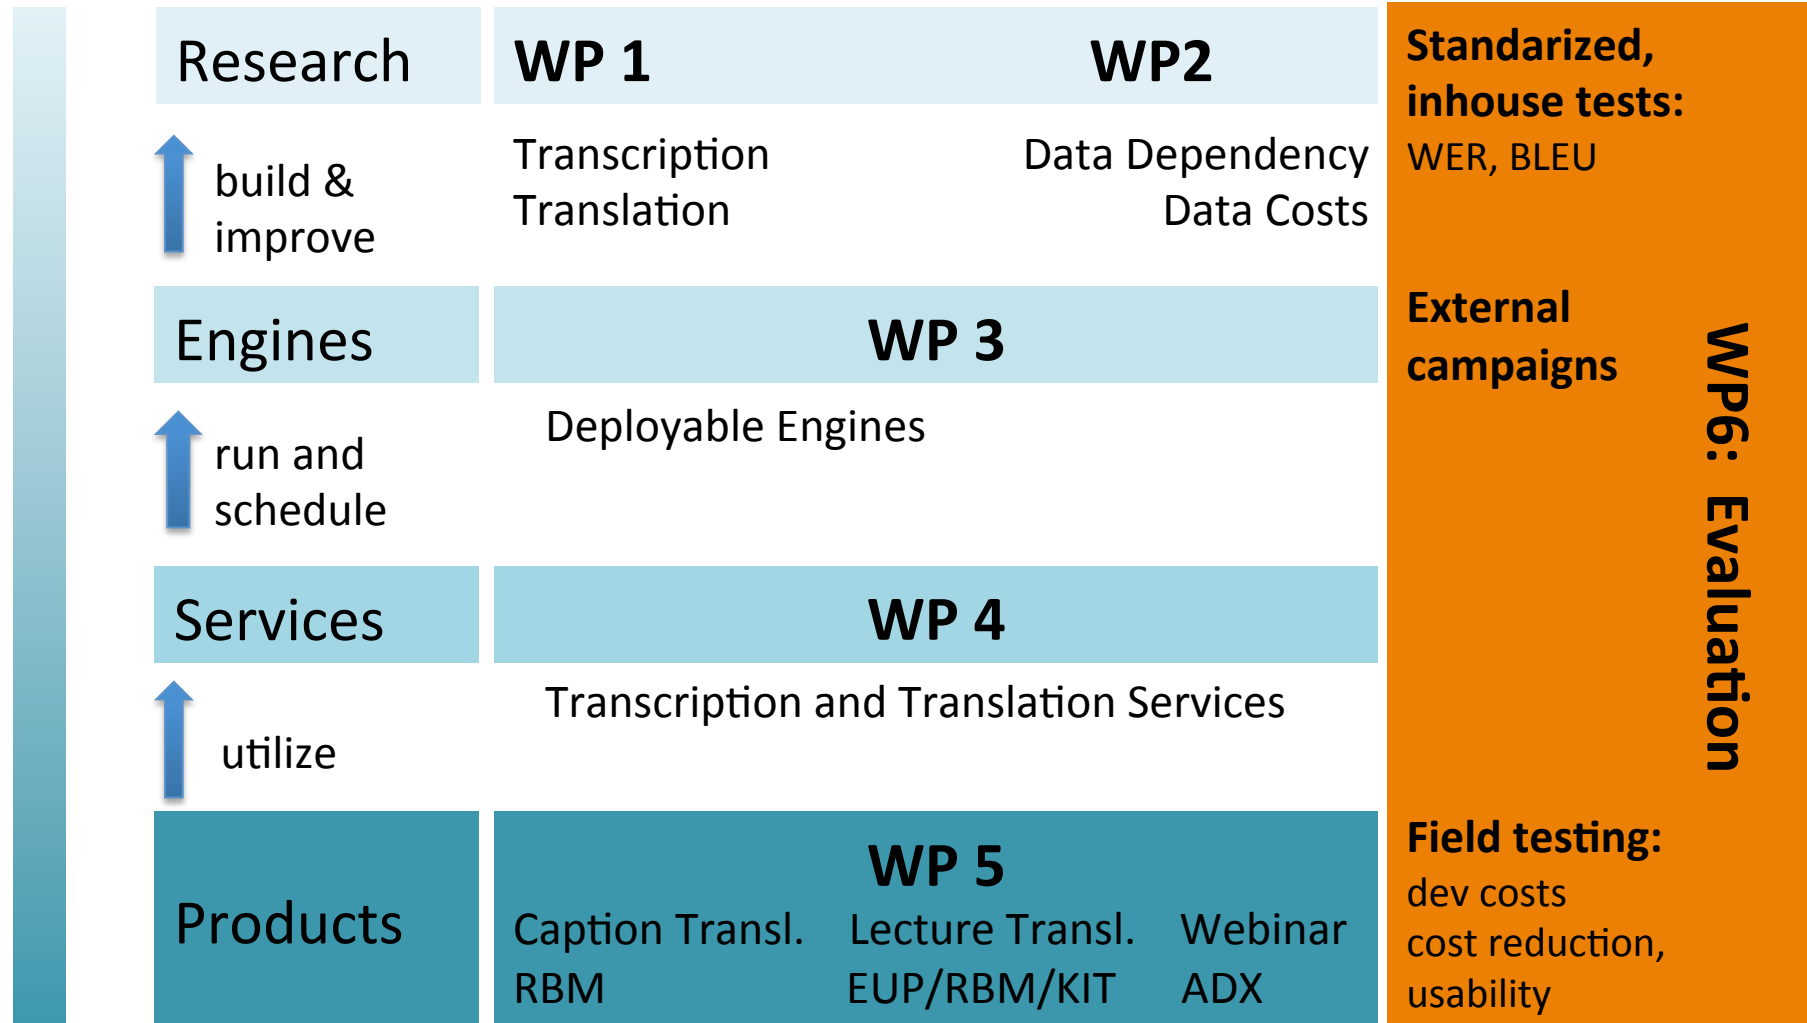 Research
WP 1
WP2
build &
improve
Transcription
Translation
Data Dependency
Data Costs
Engines
WP 3
run and
schedule
Deployable Engines
Services
WP 4
utilize
Transcription and Translation Services
Products
WP 5
Caption Transl.
RBM
Lecture Transl.
EUP/RBM/KIT
Webinar
ADX
Standarized,
inhouse tests:
WER, BLEU
External
campaigns
Field testing:
dev costs
cost reduction,
usability
WP6: Evaluation